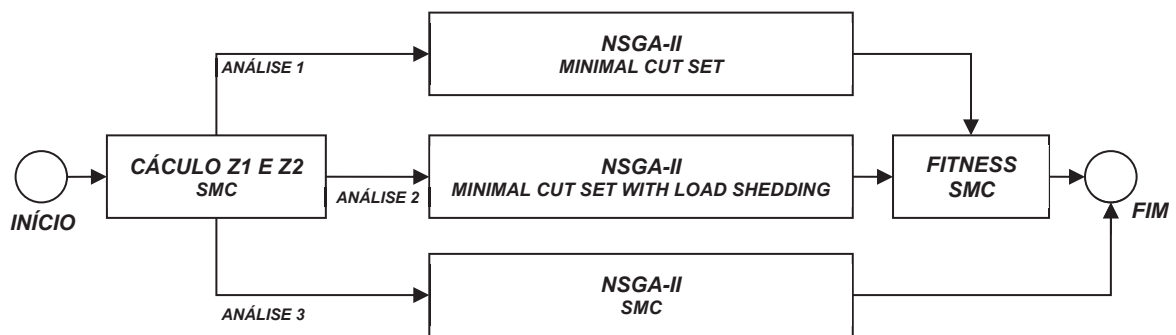 NSGA-II
MINIMAL CUT SET
ANÁLISE 1
CÁCULO Z1 E Z2
SMC
NSGA-II
MINIMAL CUT SET WITH LOAD SHEDDING
FITNESS
SMC
ANÁLISE 2
INÍCIO
FIM
NSGA-II
SMC
ANÁLISE 3